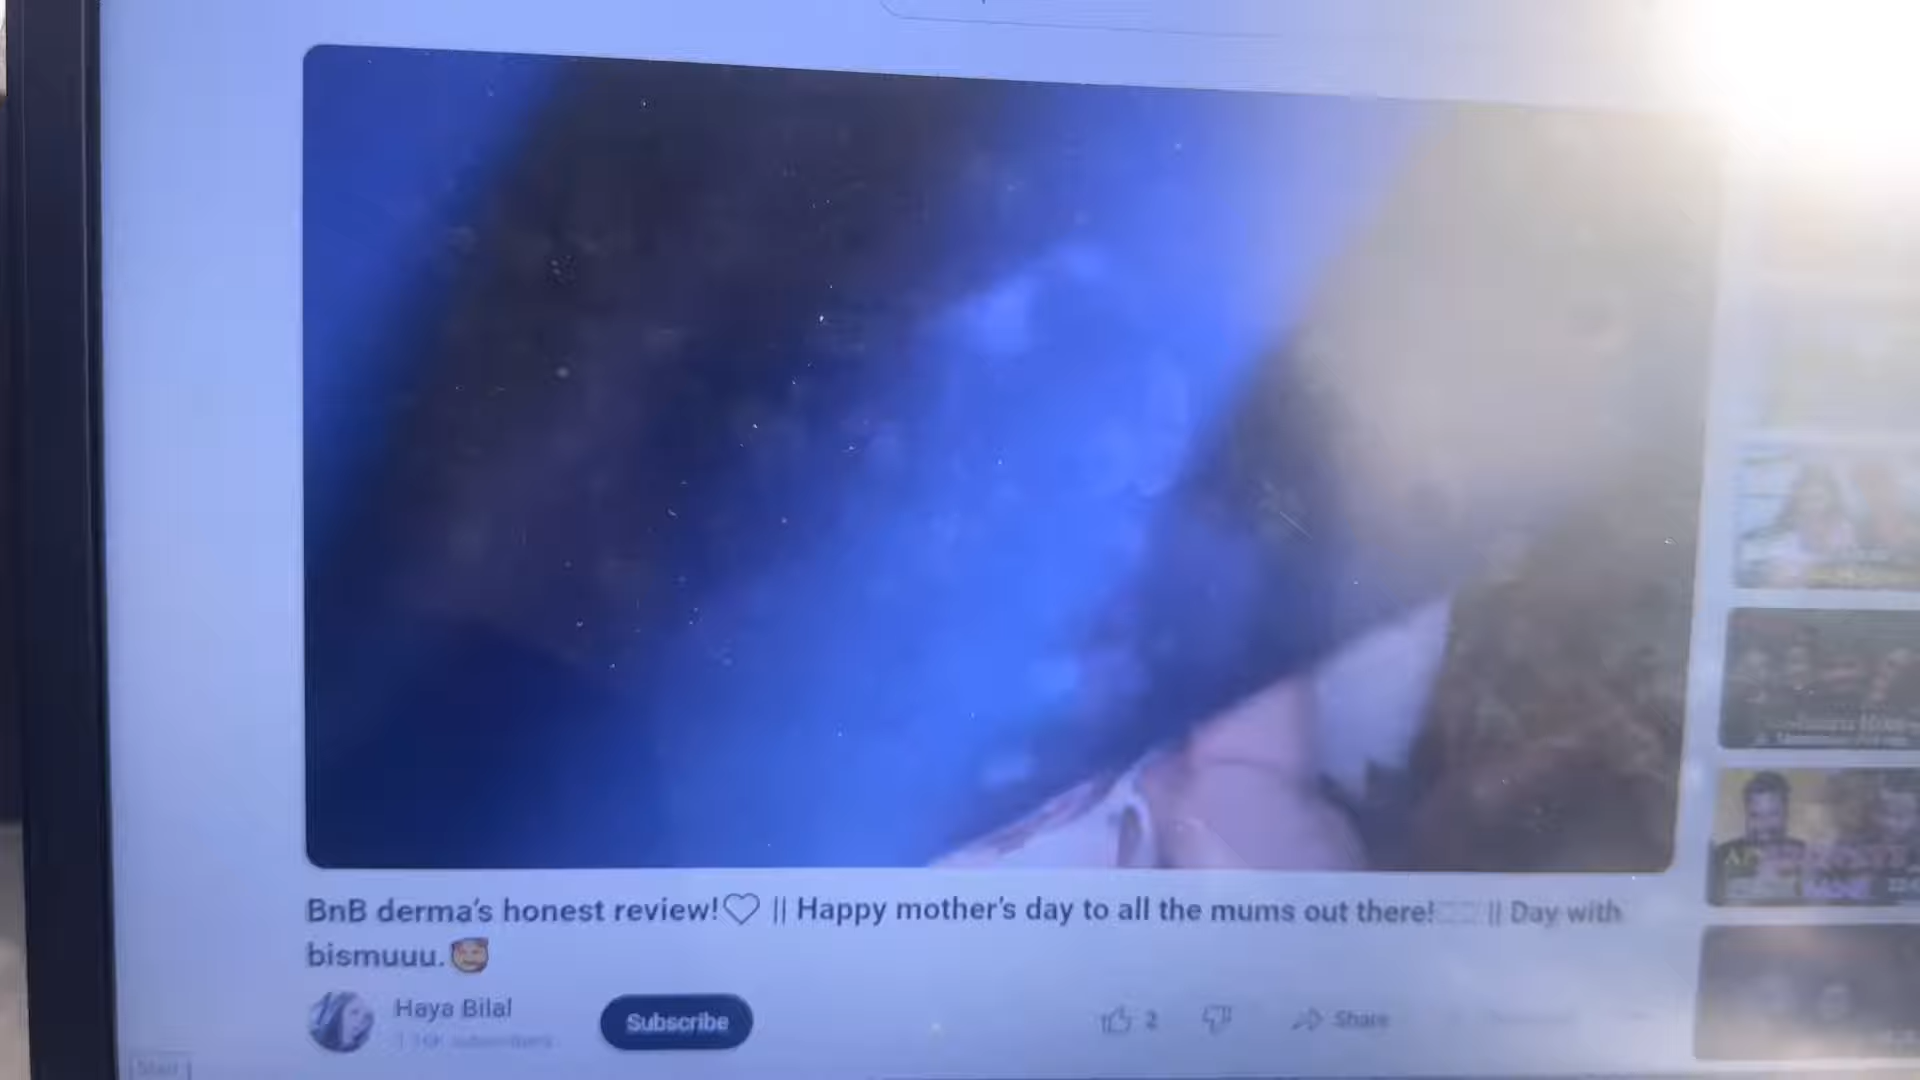 BnB derma's honest review!♡ || Happy mother's day to all the mums out there! || Day with
bismuuu.😍
Haya Bilal
Subscribe
2
Share
Start